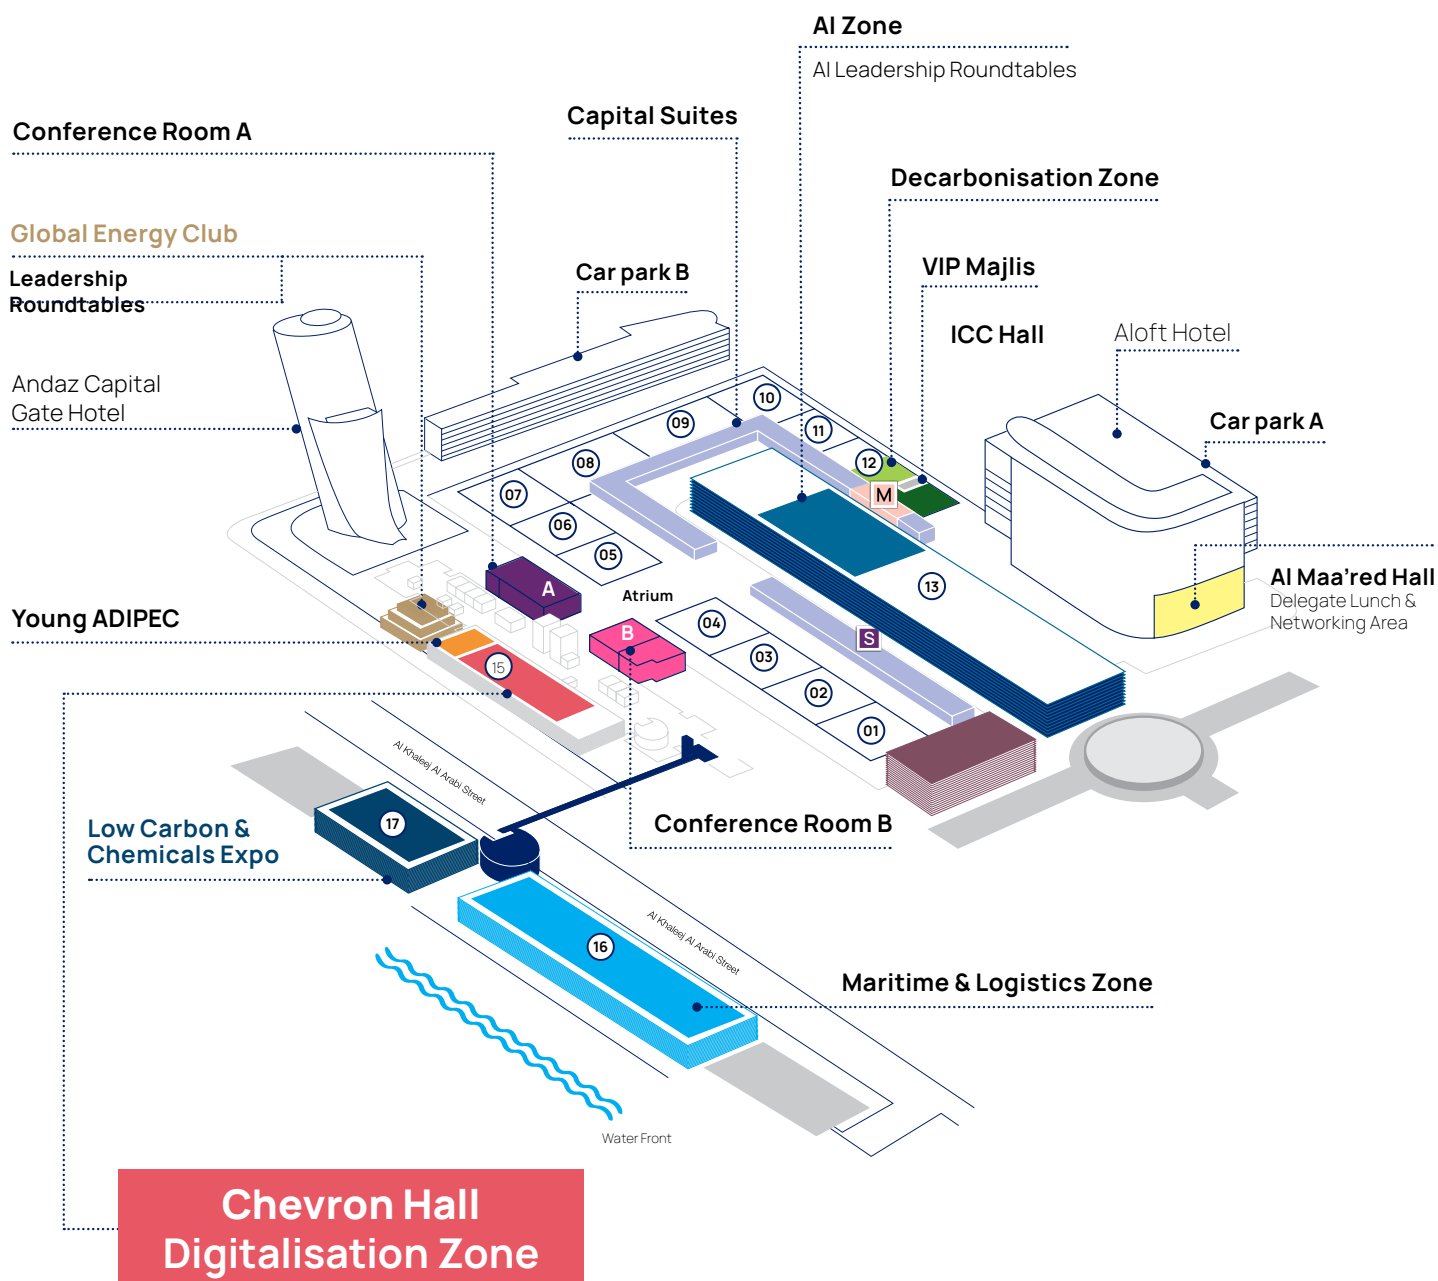 AI Zone
AI Leadership Roundtables
Capital Suites
Conference Room A
Decarbonisation Zone
Global Energy Club
Leadership
Roundtables
Car park B
VIP Majlis
ICC Hall
Aloft Hotel
Andaz Capital
Gate Hotel
Car park A
10
09
11
08
12
07
M
06
05
13
A
Atrium
Al Maa’red Hall
Delegate Lunch &
Networking Area
Young ADIPEC
04
B
S
03
15
02
01
Al Khaleej Al Arabi Street
17
Low Carbon &
Chemicals Expo
Conference Room B
16
Al Khaleej Al Arabi Street
Maritime & Logistics Zone
Water Front
Chevron Hall
Digitalisation Zone